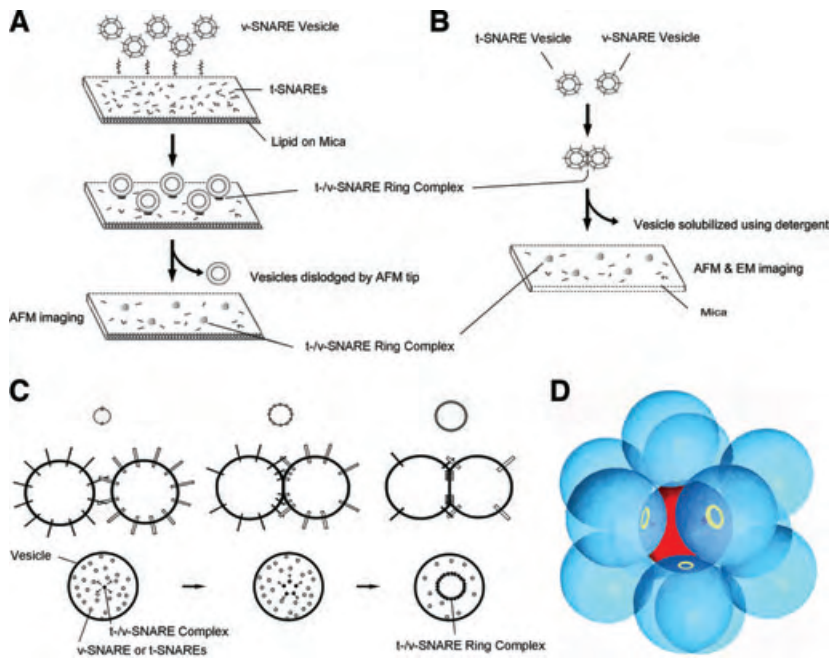 A
v-SNARE Vesicle
t-SNAREs
Lipid on Mica
t-/v-SNARE Ring Complex
Vesicles dislodged by AFM tip
AFM imaging
t-/v-SNARE Ring Complex
B
t-SNARE Vesicle
v-SNARE Vesicle
Vesicle solubilized using detergent
AFM & EM imaging
Mica
C
Vesicle
t-/v-SNARE Complex
v-SNARE or t-SNAREs
t-/v-SNARE Ring Complex
D